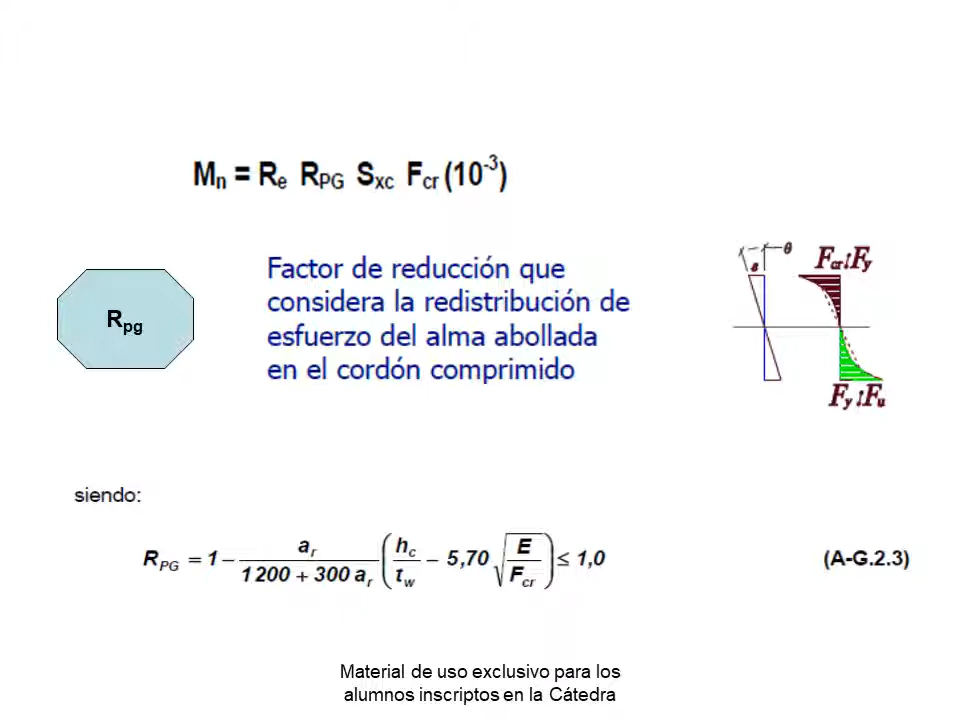 Mn = Re RPG Sxc Fcr (10⁻³)
Rpg
Factor de reducción que
considera la redistribución de
esfuerzo del alma abollada
en el cordón comprimido
ε θ Fcr ; Fy
Fy ; Fu
siendo:
R_PG = 1 − a_r / (1 200 + 300 a_r) (h_c / t_w − 5,70 √(E / F_cr)) ≤ 1,0 (A-G.2.3)
Material de uso exclusivo para los
alumnos inscriptos en la Cátedra